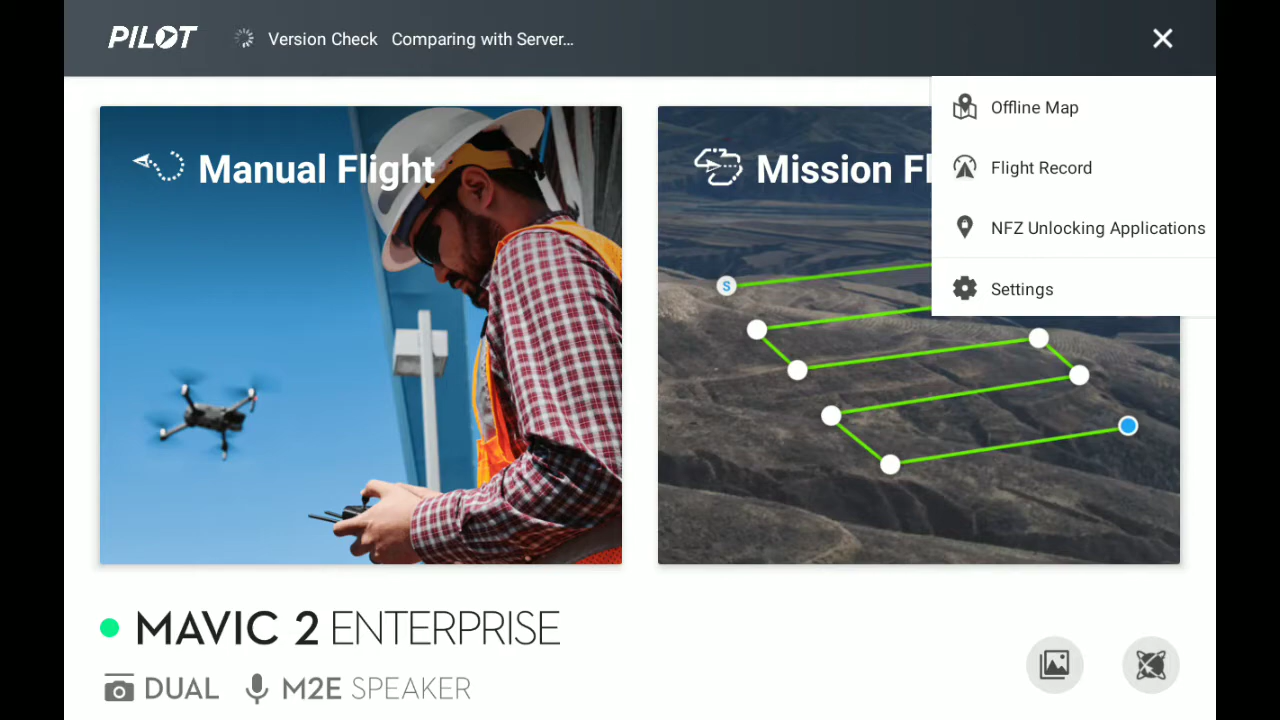 PILOT Version Check Comparing with Server...
Offline Map
Flight Record
NFZ Unlocking Applications
Settings
Manual Flight
Mission Fl
S
MAVIC 2 ENTERPRISE
DUAL M2E SPEAKER